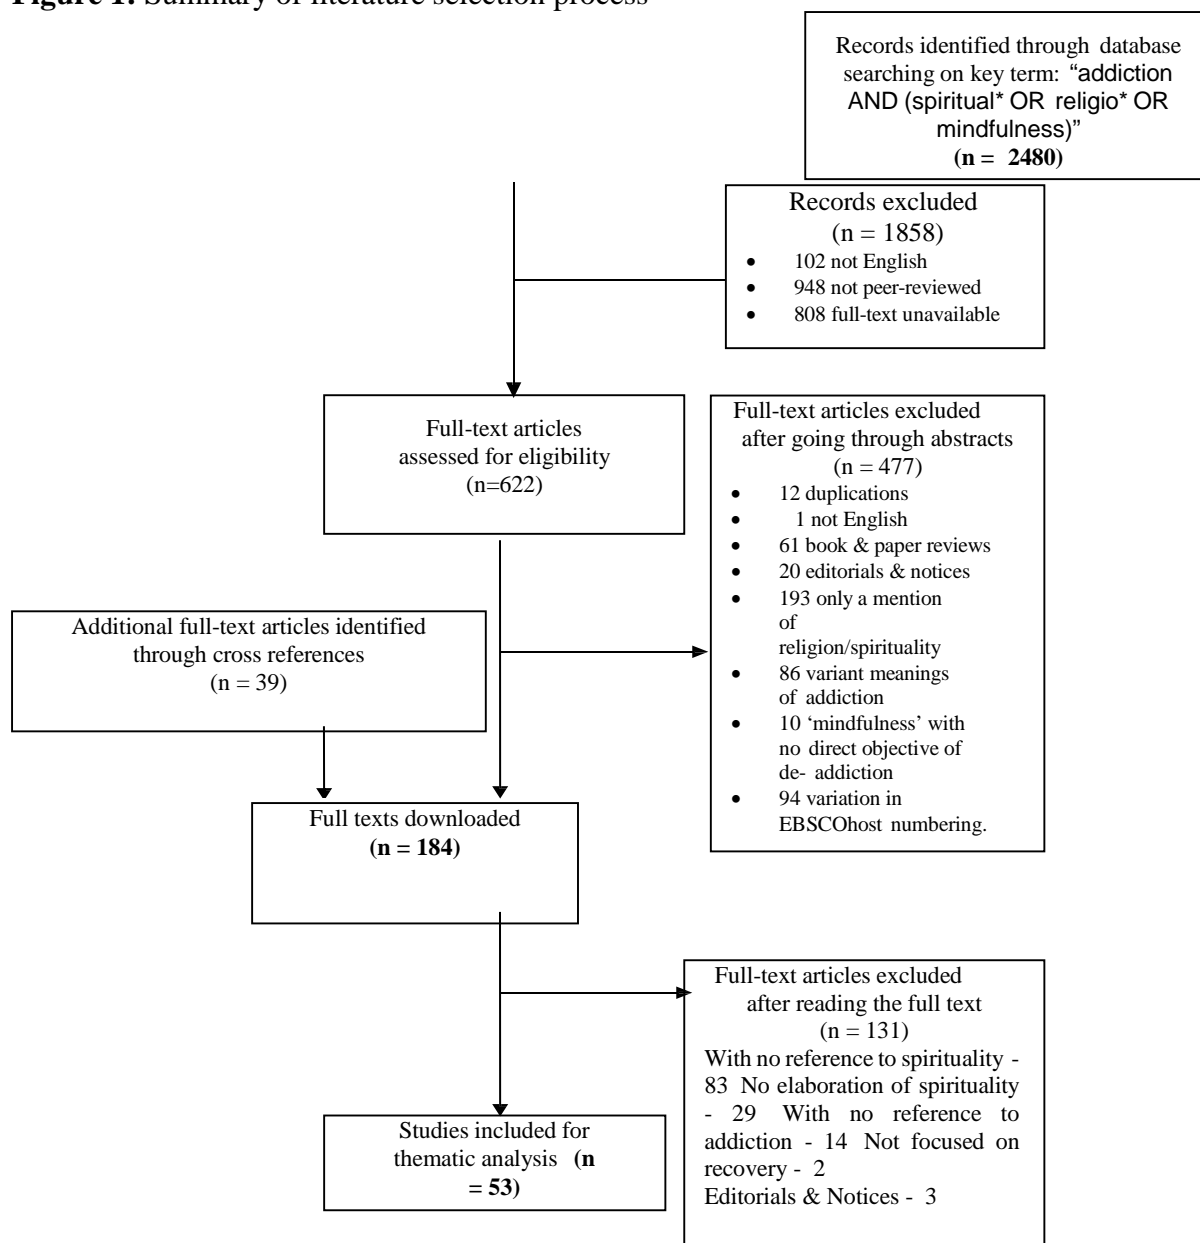 Figure 1. Summary of literature selection process
Records identified through database
searching on key term: “addiction
AND (spiritual* OR religio* OR
mindfulness)”
(n = 2480)
Records excluded
(n = 1858)
• 102 not English
• 948 not peer-reviewed
• 808 full-text unavailable
Full-text articles
assessed for eligibility
(n=622)
Full-text articles excluded
after going through abstracts
(n = 477)
• 12 duplications
• 1 not English
• 61 book & paper reviews
• 20 editorials & notices
• 193 only a mention
of
religion/spirituality
• 86 variant meanings
of addiction
• 10 ‘mindfulness’ with
no direct objective of
de- addiction
• 94 variation in
EBSCOhost numbering.
Additional full-text articles identified
through cross references
(n = 39)
Full texts downloaded
(n = 184)
Full-text articles excluded
after reading the full text
(n = 131)
With no reference to spirituality -
83 No elaboration of spirituality
- 29 With no reference to
addiction - 14 Not focused on
recovery - 2
Editorials & Notices - 3
Studies included for
thematic analysis (n
= 53)